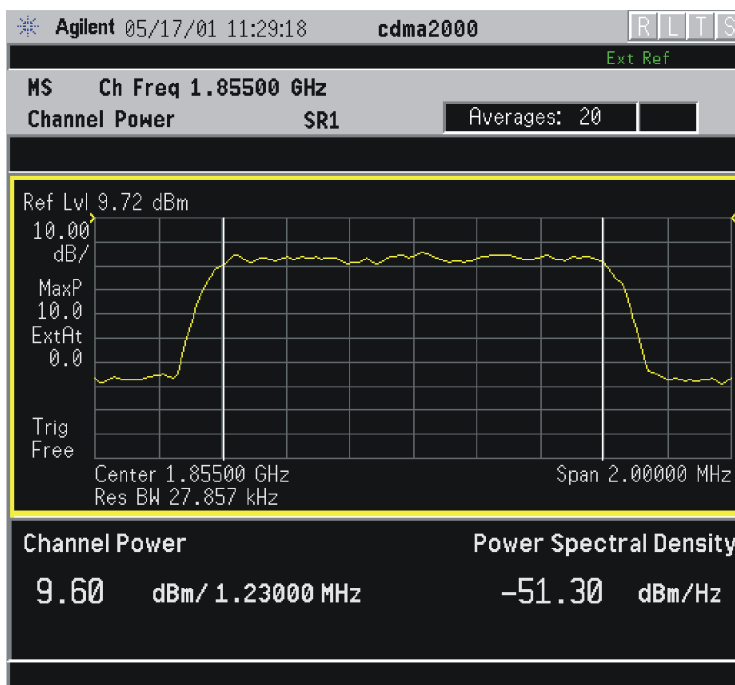 Agilent 05/17/01 11:29:18 cdma2000 R L T S
Ext Ref
MS Ch Freq 1.85500 GHz
Channel Power SR1 Averages: 20
Ref Lvl 9.72 dBm
10.00
dB/
MaxP
10.0
ExtAt
0.0
Trig
Free
Center 1.85500 GHz Span 2.00000 MHz
Res BW 27.857 kHz
Channel Power Power Spectral Density
9.60 dBm/ 1.23000 MHz -51.30 dBm/Hz